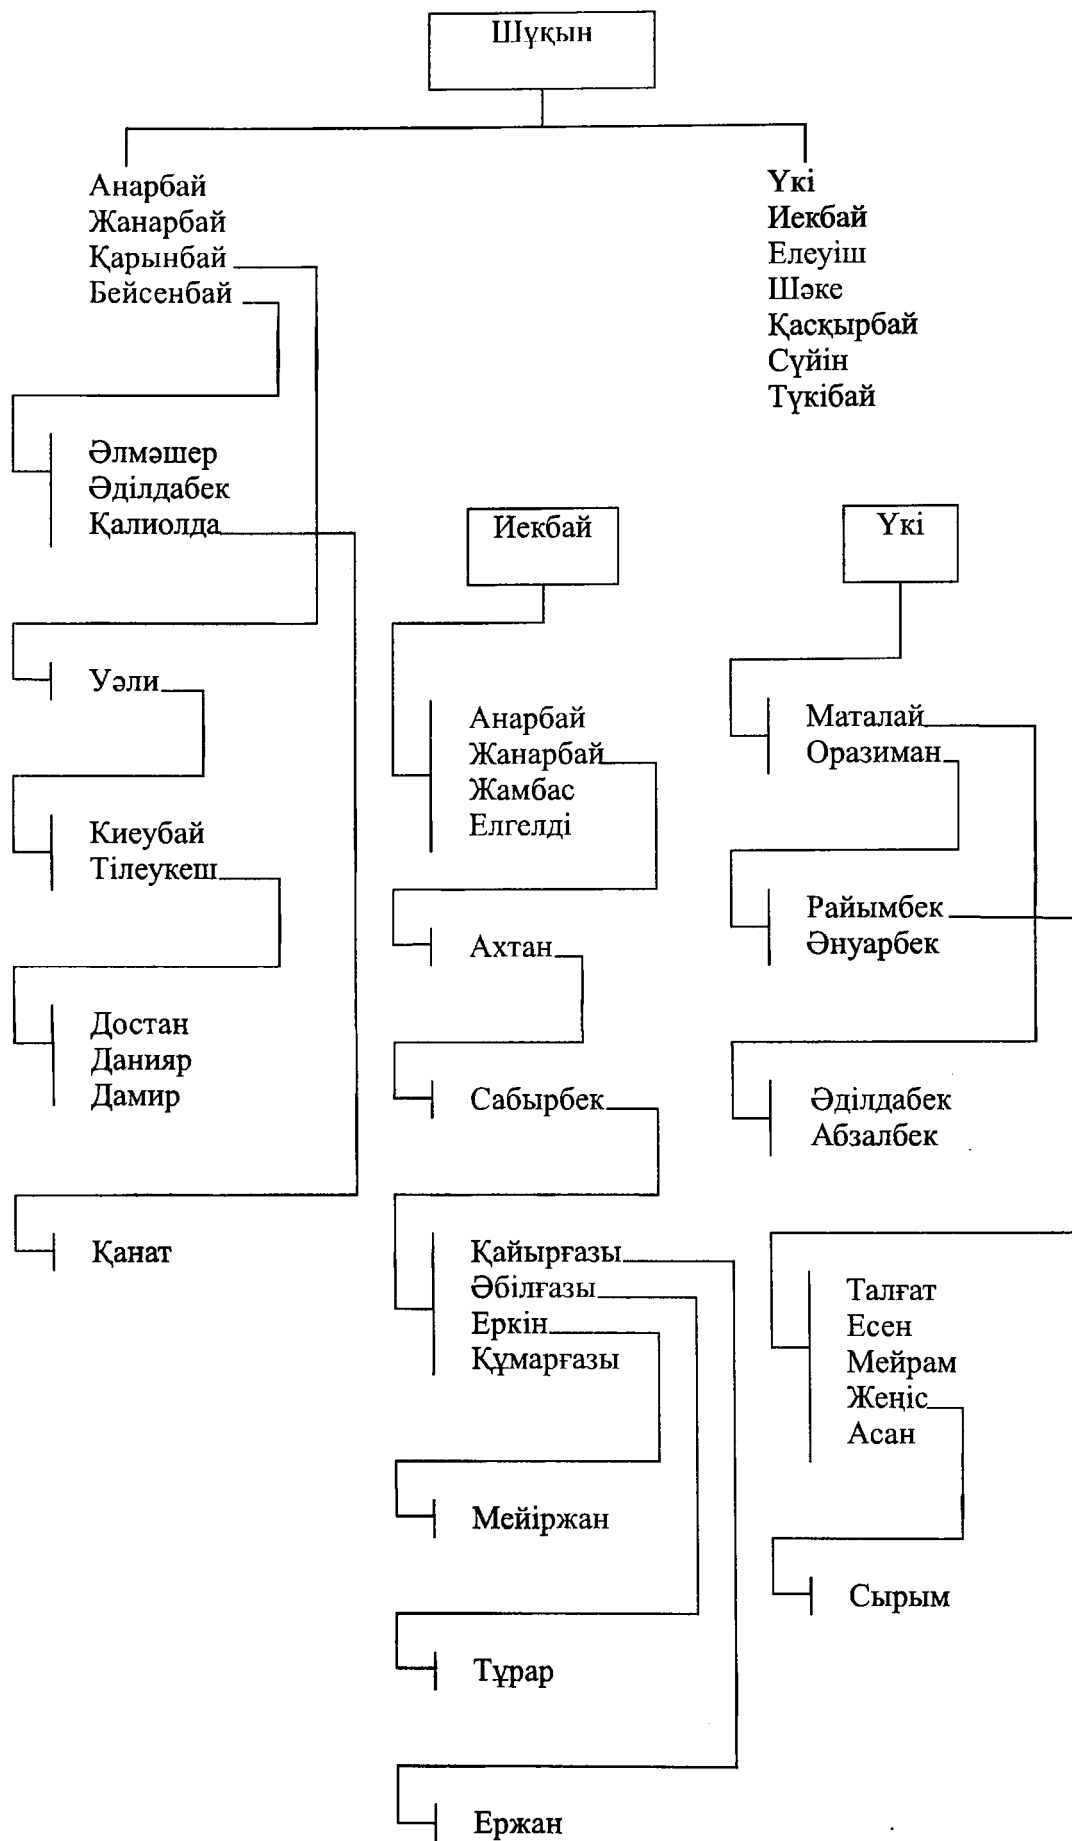 Шұқын
Анарбай
Жанарбай
Қарынбай
Бейсенбай
Үкі
Иекбай
Елеуіш
Шәке
Қасқырбай
Сүйін
Түкібай
Әлмәшер
Әділдабек
Қалиолда
Уәли
Киеубай
Тілеукеш
Достан
Данияр
Дамир
Қанат
Иекбай
Анарбай
Жанарбай
Жамбас
Елгелді
Ахтан
Сабырбек
Қайырғазы
Әбілғазы
Еркін
Құмарғазы
Мейіржан
Тұрар
Ержан
Үкі
Маталай
Оразиман
Райымбек
Әнуарбек
Әділдабек
Абзалбек
Талғат
Есен
Мейрам
Жеңіс
Асан
Сырым